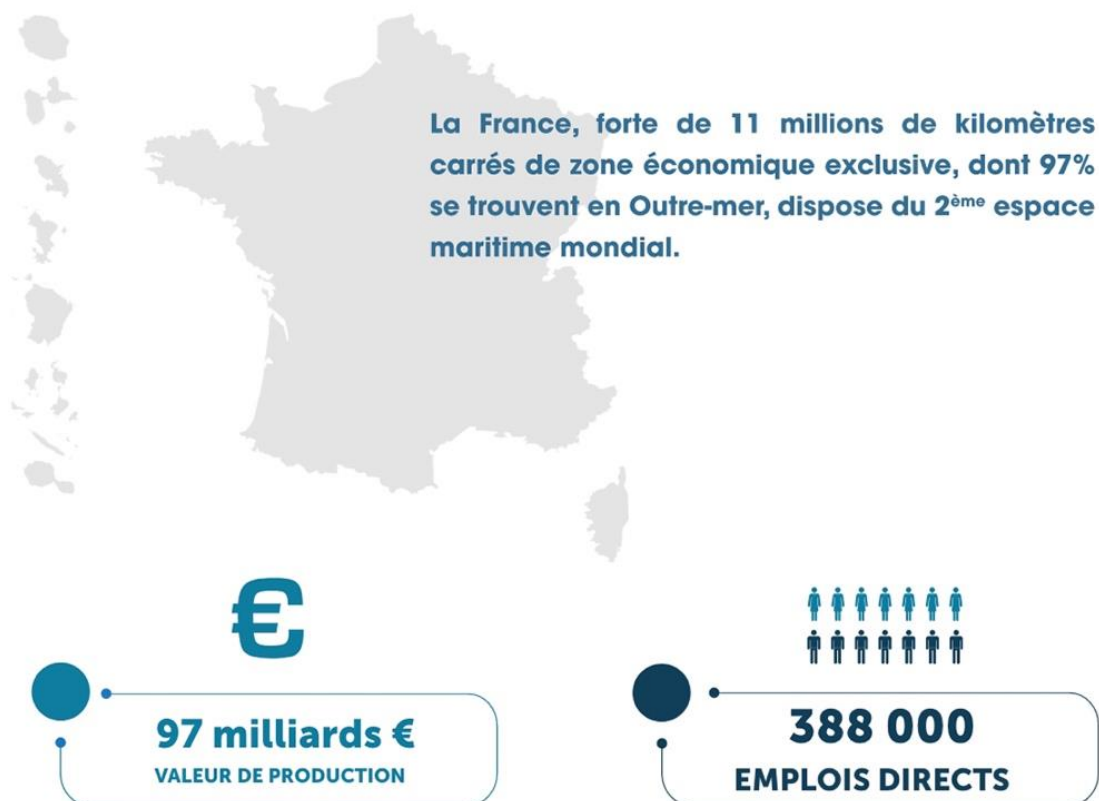 La France, forte de 11 millions de kilomètres
carrés de zone économique exclusive, dont 97%
se trouvent en Outre-mer, dispose du 2ème espace
maritime mondial.
€
97 milliards €
VALEUR DE PRODUCTION
388 000
EMPLOIS DIRECTS